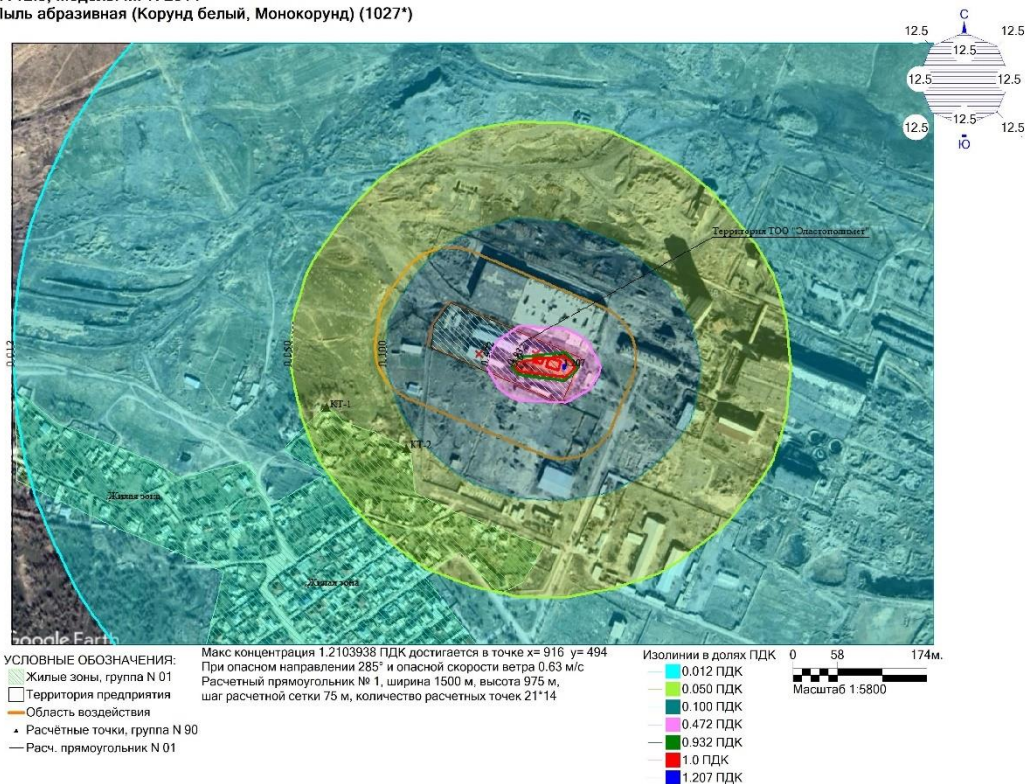 Пыль абразивная (Корунд белый, Монокорунд) (1027*)
С
12.5
12.5
12.5
12.5
12.5
12.5
12.5
12.5
Ю
Территория ТОО "Эластополимет"
0.012
0.050
0.100
КТ-1
КТ-2
Жилая зона
Жилая зона
Google Earth
УСЛОВНЫЕ ОБОЗНАЧЕНИЯ:
Жилые зоны, группа N 01
Территория предприятия
Область воздействия
Расчётные точки, группа N 90
Расч. прямоугольник N 01
Макс концентрация 1.2103938 ПДК достигается в точке x= 916 y= 494
При опасном направлении 285° и опасной скорости ветра 0.63 м/с
Расчетный прямоугольник № 1, ширина 1500 м, высота 975 м,
шаг расчетной сетки 75 м, количество расчетных точек 21*14
Изолинии в долях ПДК
0.012 ПДК
0.050 ПДК
0.100 ПДК
0.472 ПДК
0.932 ПДК
1.0 ПДК
1.207 ПДК
0 58 174м.
Масштаб 1:5800